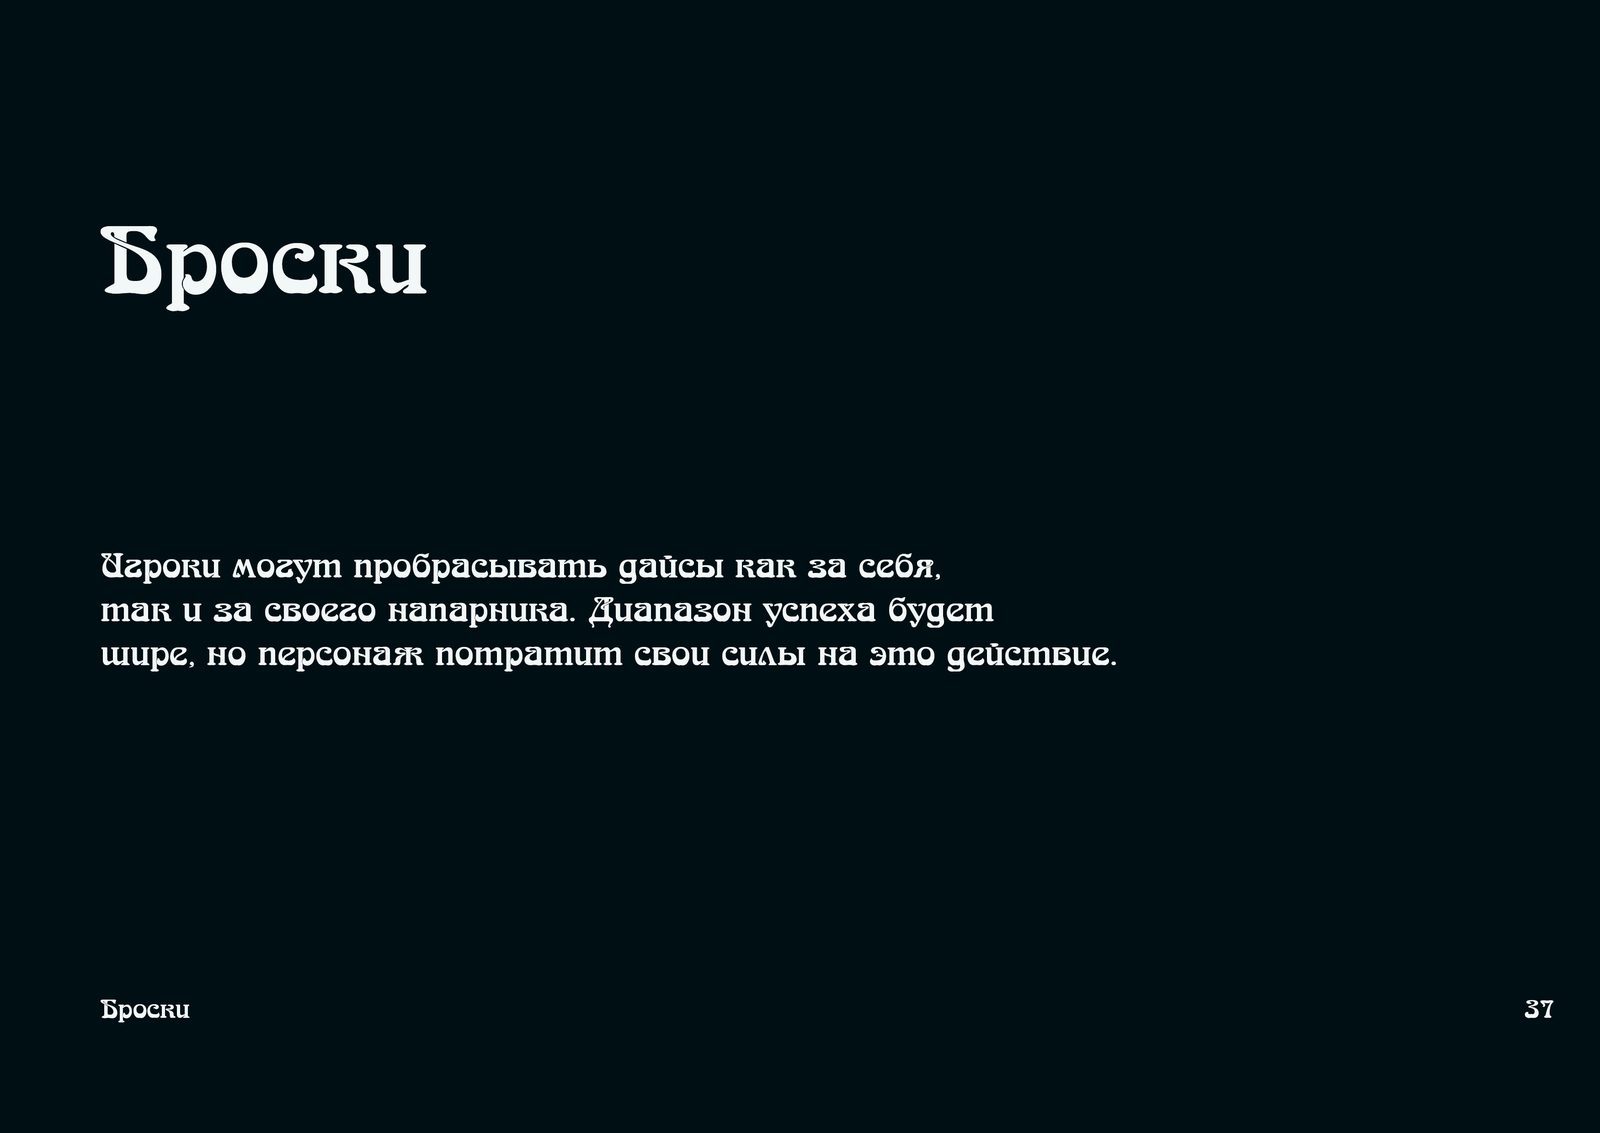 Броски
Игроки могут пробрасывать дайсы как за себя,
так и за своего напарника. Диапазон успеха будет
шире, но персонаж потратит свои силы на это действие.
Броски
37